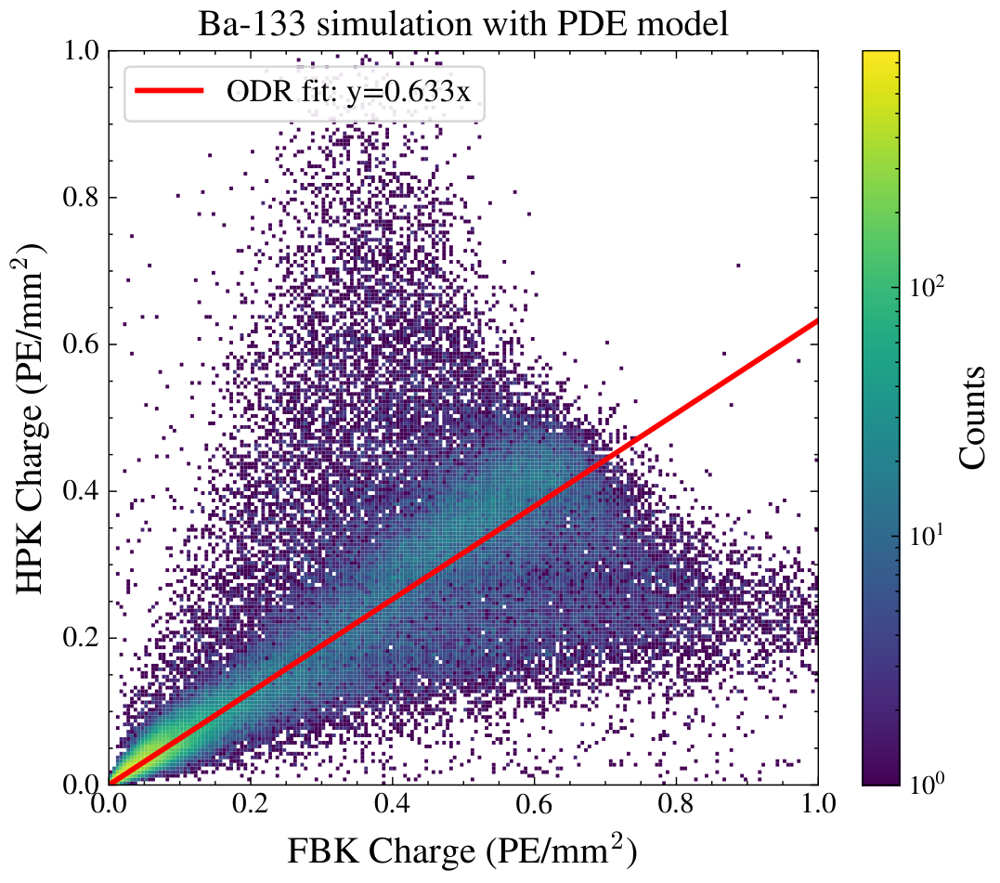 Ba-133 simulation with PDE model
ODR fit: y=0.633x
HPK Charge (PE/mm²)
1.0
0.8
0.6
0.4
0.2
0.0
0.0 0.2 0.4 0.6 0.8 1.0
FBK Charge (PE/mm²)
10²
10¹
10⁰
Counts